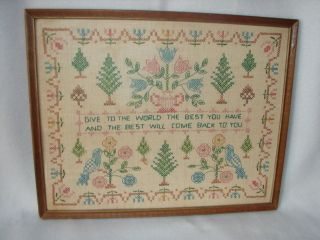 GIVE TO THE WORLD THE BEST YOU HAVE
AND THE BEST WILL COME BACK TO YOU